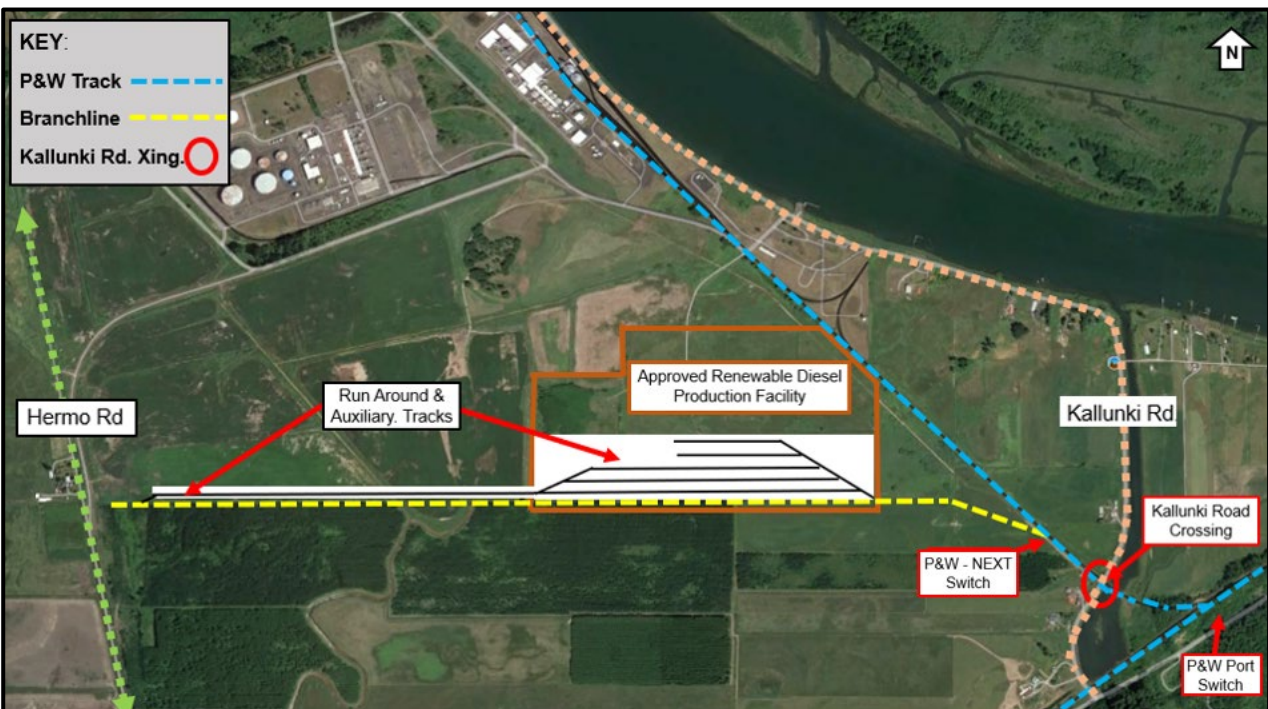 KEY:
P&W Track
Branchline
Kallunki Rd. Xing.
N
Hermo Rd
Run Around &
Auxiliary. Tracks
Approved Renewable Diesel
Production Facility
Kallunki Rd
Kallunki Road
Crossing
P&W - NEXT
Switch
P&W Port
Switch